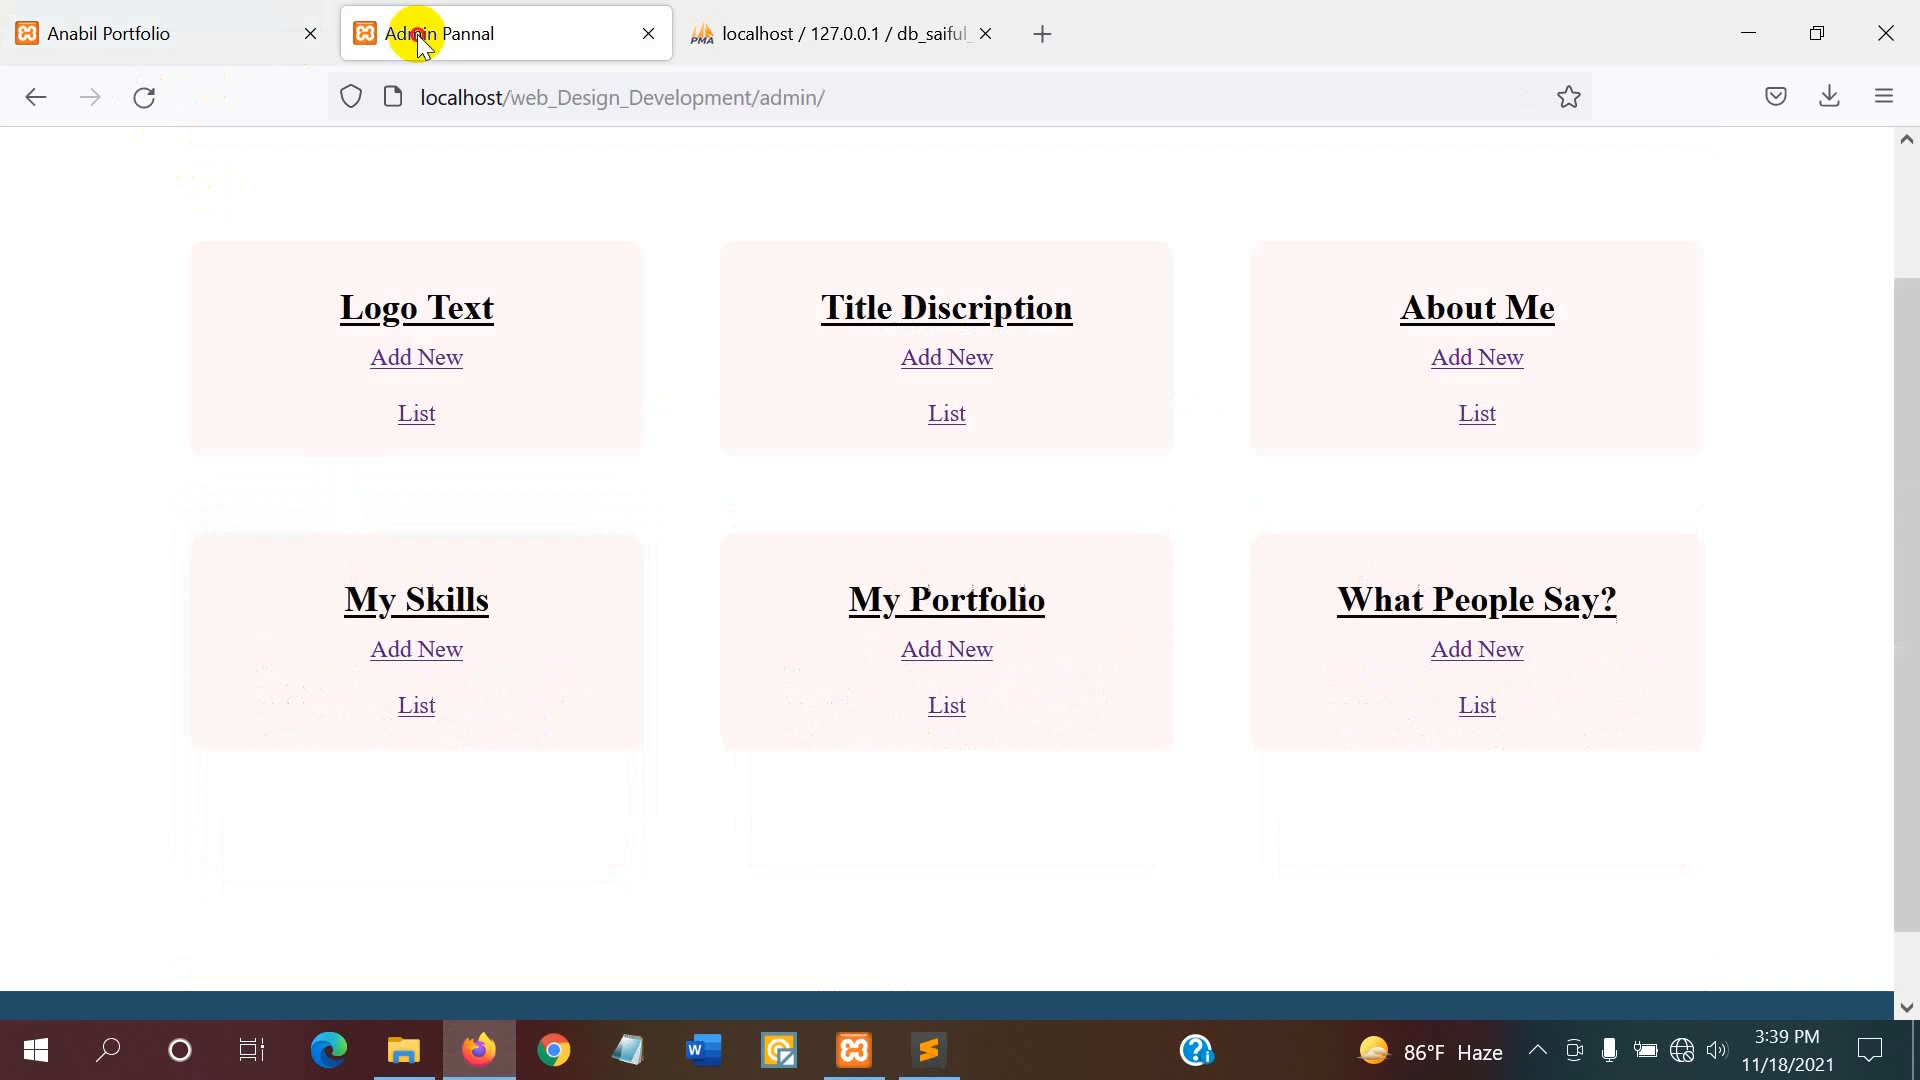 Anabil Portfolio
Admin Pannal
PMA localhost / 127.0.0.1 / db_saiful_
localhost/web_Design_Development/admin/
Logo Text
Add New
List
Title Discription
Add New
List
About Me
Add New
List
My Skills
Add New
List
My Portfolio
Add New
List
What People Say?
Add New
List
86°F Haze
3:39 PM
11/18/2021